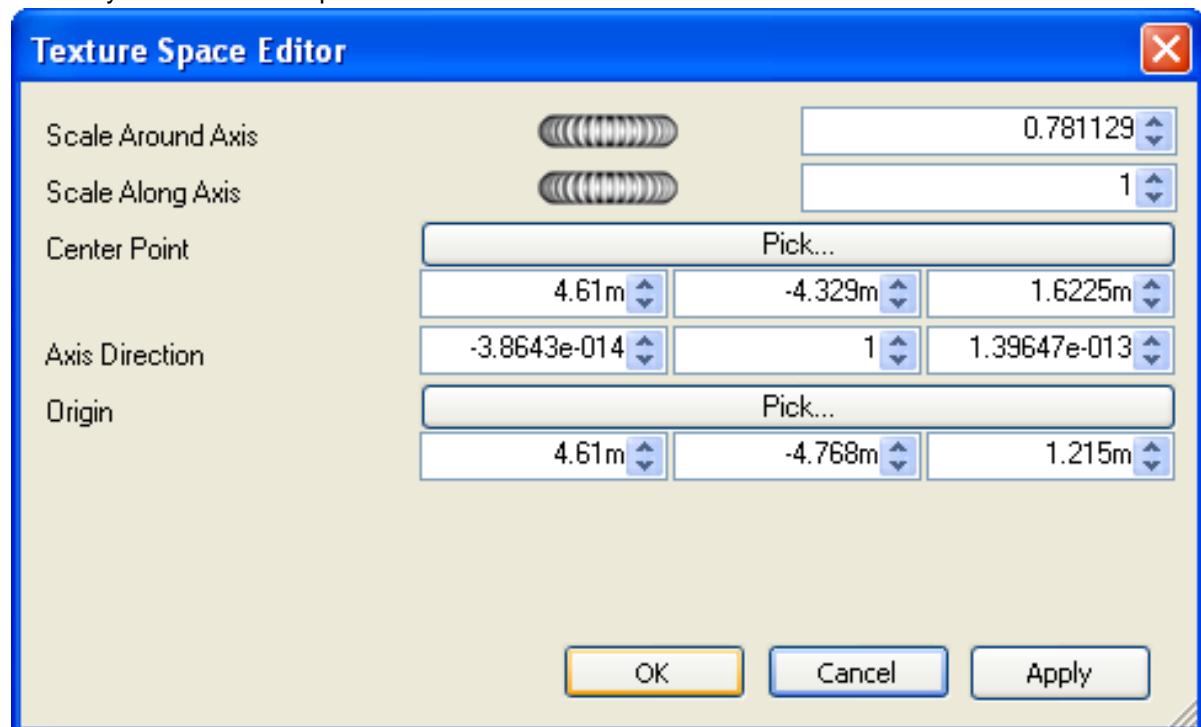 Texture Space Editor
Scale Around Axis 0.781129
Scale Along Axis 1
Center Point Pick...
4.61m -4.329m 1.6225m
Axis Direction -3.8643e-014 1 1.39647e-013
Origin Pick...
4.61m -4.768m 1.215m
OK Cancel Apply